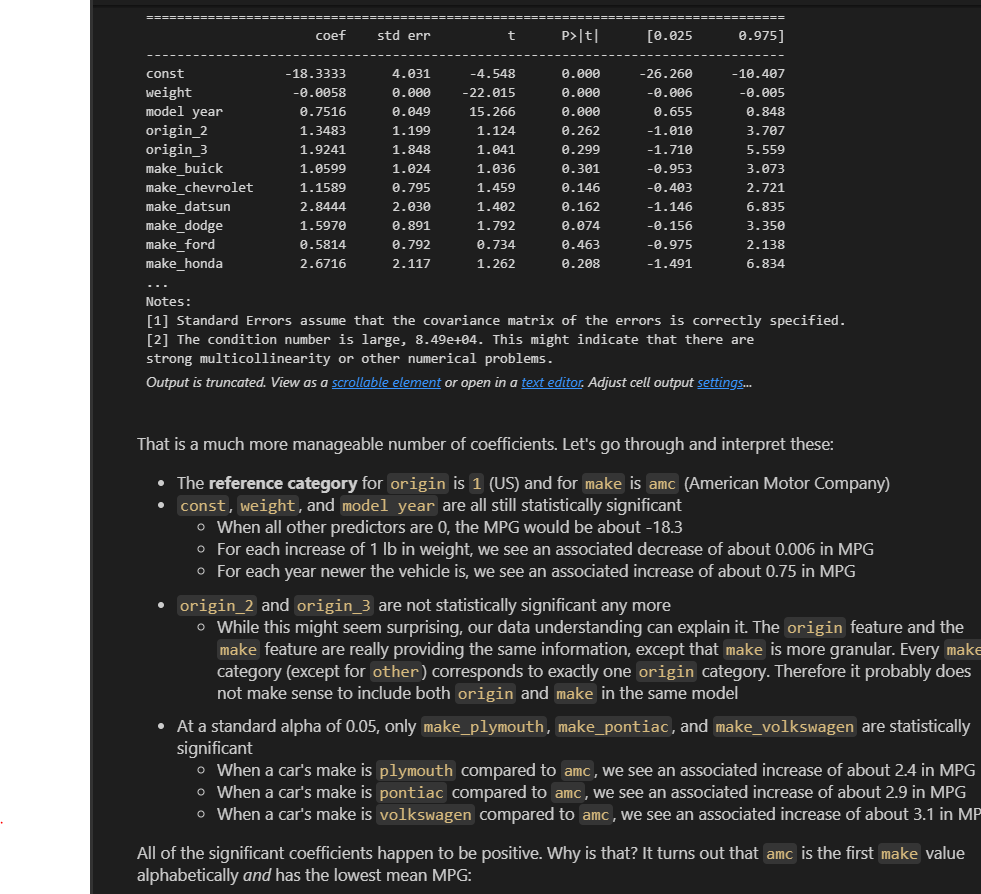 ==============================================================================
coef std err t P>|t| [0.025 0.975]
------------------------------------------------------------------------------
const -18.3333 4.031 -4.548 0.000 -26.260 -10.407
weight -0.0058 0.000 -22.015 0.000 -0.006 -0.005
model year 0.7516 0.049 15.266 0.000 0.655 0.848
origin_2 1.3483 1.199 1.124 0.262 -1.010 3.707
origin_3 1.9241 1.848 1.041 0.299 -1.710 5.559
make_buick 1.0599 1.024 1.036 0.301 -0.953 3.073
make_chevrolet 1.1589 0.795 1.459 0.146 -0.403 2.721
make_datsun 2.8444 2.030 1.402 0.162 -1.146 6.835
make_dodge 1.5970 0.891 1.792 0.074 -0.156 3.350
make_ford 0.5814 0.792 0.734 0.463 -0.975 2.138
make_honda 2.6716 2.117 1.262 0.208 -1.491 6.834
...
Notes:
[1] Standard Errors assume that the covariance matrix of the errors is correctly specified.
[2] The condition number is large, 8.49e+04. This might indicate that there are
strong multicollinearity or other numerical problems.
Output is truncated. View as a scrollable element or open in a text editor. Adjust cell output settings...
That is a much more manageable number of coefficients. Let's go through and interpret these:
• The reference category for origin is 1 (US) and for make is amc (American Motor Company)
• const, weight, and model year are all still statistically significant
○ When all other predictors are 0, the MPG would be about -18.3
○ For each increase of 1 lb in weight, we see an associated decrease of about 0.006 in MPG
○ For each year newer the vehicle is, we see an associated increase of about 0.75 in MPG
• origin_2 and origin_3 are not statistically significant any more
○ While this might seem surprising, our data understanding can explain it. The origin feature and the
make feature are really providing the same information, except that make is more granular. Every make
category (except for other) corresponds to exactly one origin category. Therefore it probably does
not make sense to include both origin and make in the same model
• At a standard alpha of 0.05, only make_plymouth, make_pontiac, and make_volkswagen are statistically
significant
○ When a car's make is plymouth compared to amc, we see an associated increase of about 2.4 in MPG
○ When a car's make is pontiac compared to amc, we see an associated increase of about 2.9 in MPG
○ When a car's make is volkswagen compared to amc, we see an associated increase of about 3.1 in MP
All of the significant coefficients happen to be positive. Why is that? It turns out that amc is the first make value
alphabetically and has the lowest mean MPG: